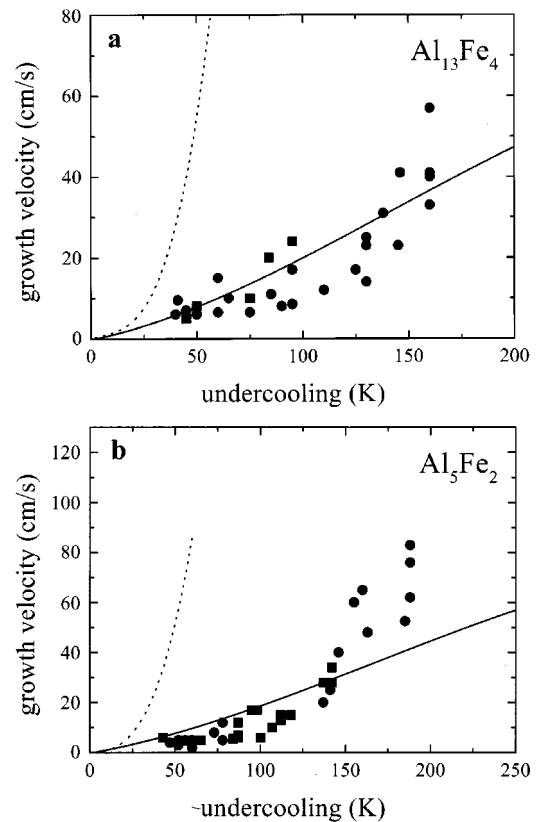 80
a
Al13Fe4
60
40
20
0
growth velocity (cm/s)
0 50 100 150 200
undercooling (K)
b
Al5Fe2
120
100
80
60
40
20
0
growth velocity (cm/s)
0 50 100 150 200 250
undercooling (K)